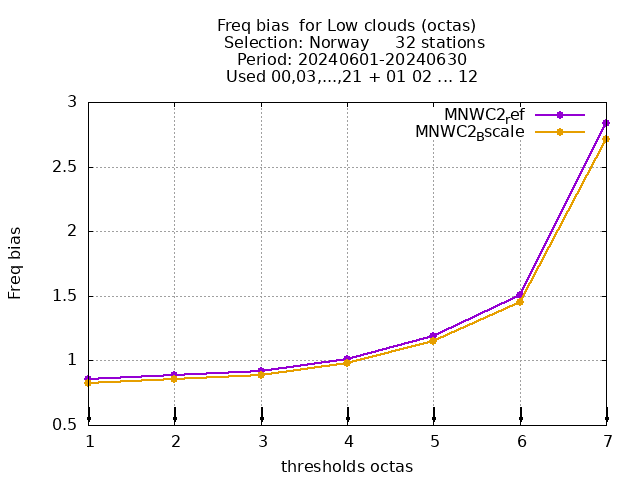 Freq bias  for Low clouds (octas)
Selection: Norway     32 stations
Period: 20240601-20240630
Used 00,03,...,21 + 01 02 ... 12
MNWC2ref
MNWC2Bscale
3
2.5
2
1.5
1
0.5
Freq bias
1 2 3 4 5 6 7
thresholds octas